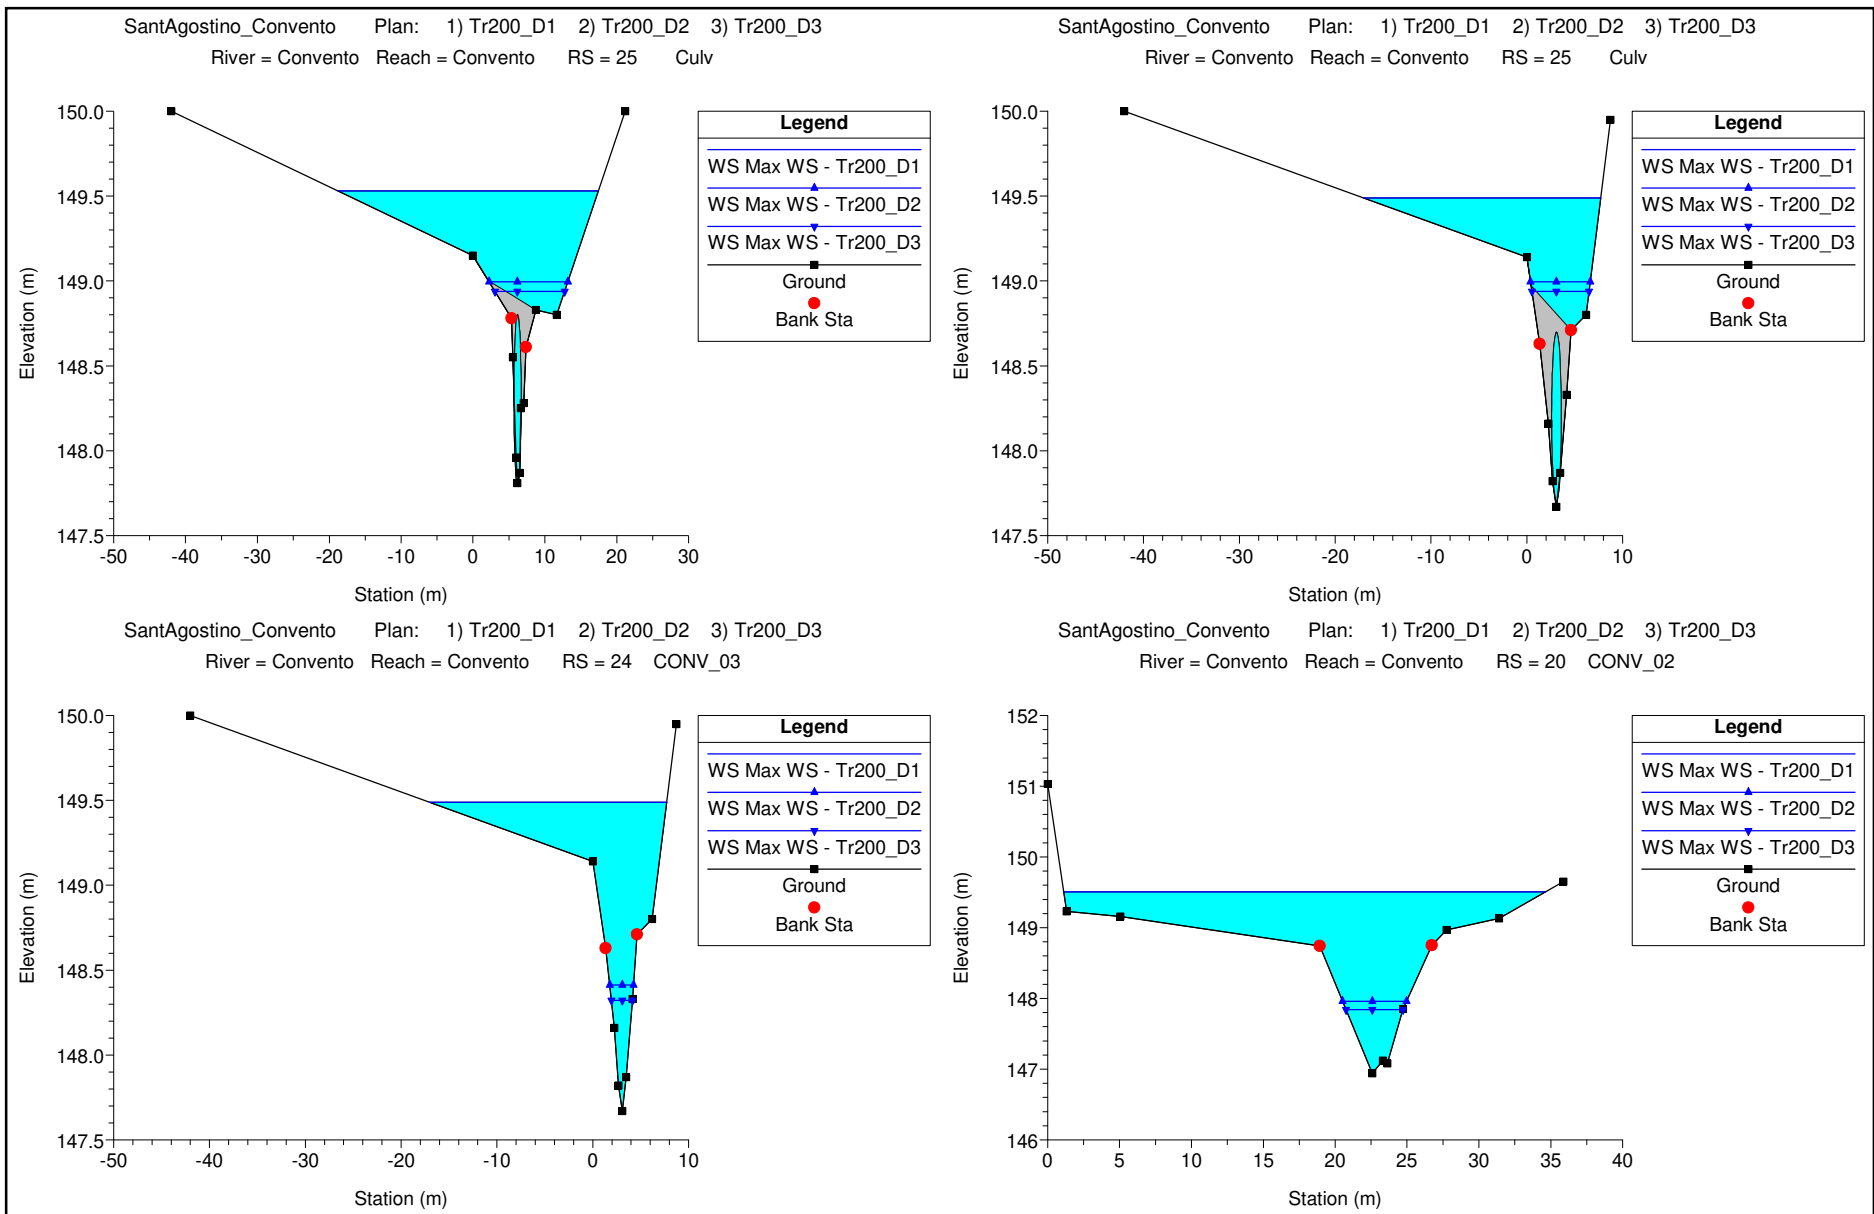 SantAgostino_Convento Plan: 1) Tr200_D1 2) Tr200_D2 3) Tr200_D3
River = Convento Reach = Convento RS = 25 Culv
150.0
149.5
149.0
148.5
148.0
147.5
Elevation (m)
-50 -40 -30 -20 -10 0 10 20 30
Station (m)
Legend
WS Max WS - Tr200_D1
WS Max WS - Tr200_D2
WS Max WS - Tr200_D3
Ground
Bank Sta
SantAgostino_Convento Plan: 1) Tr200_D1 2) Tr200_D2 3) Tr200_D3
River = Convento Reach = Convento RS = 25 Culv
150.0
149.5
149.0
148.5
148.0
147.5
Elevation (m)
-50 -40 -30 -20 -10 0 10
Station (m)
Legend
WS Max WS - Tr200_D1
WS Max WS - Tr200_D2
WS Max WS - Tr200_D3
Ground
Bank Sta
SantAgostino_Convento Plan: 1) Tr200_D1 2) Tr200_D2 3) Tr200_D3
River = Convento Reach = Convento RS = 24 CONV_03
150.0
149.5
149.0
148.5
148.0
147.5
Elevation (m)
-50 -40 -30 -20 -10 0 10
Station (m)
Legend
WS Max WS - Tr200_D1
WS Max WS - Tr200_D2
WS Max WS - Tr200_D3
Ground
Bank Sta
SantAgostino_Convento Plan: 1) Tr200_D1 2) Tr200_D2 3) Tr200_D3
River = Convento Reach = Convento RS = 20 CONV_02
152
151
150
149
148
147
146
Elevation (m)
0 5 10 15 20 25 30 35 40
Station (m)
Legend
WS Max WS - Tr200_D1
WS Max WS - Tr200_D2
WS Max WS - Tr200_D3
Ground
Bank Sta